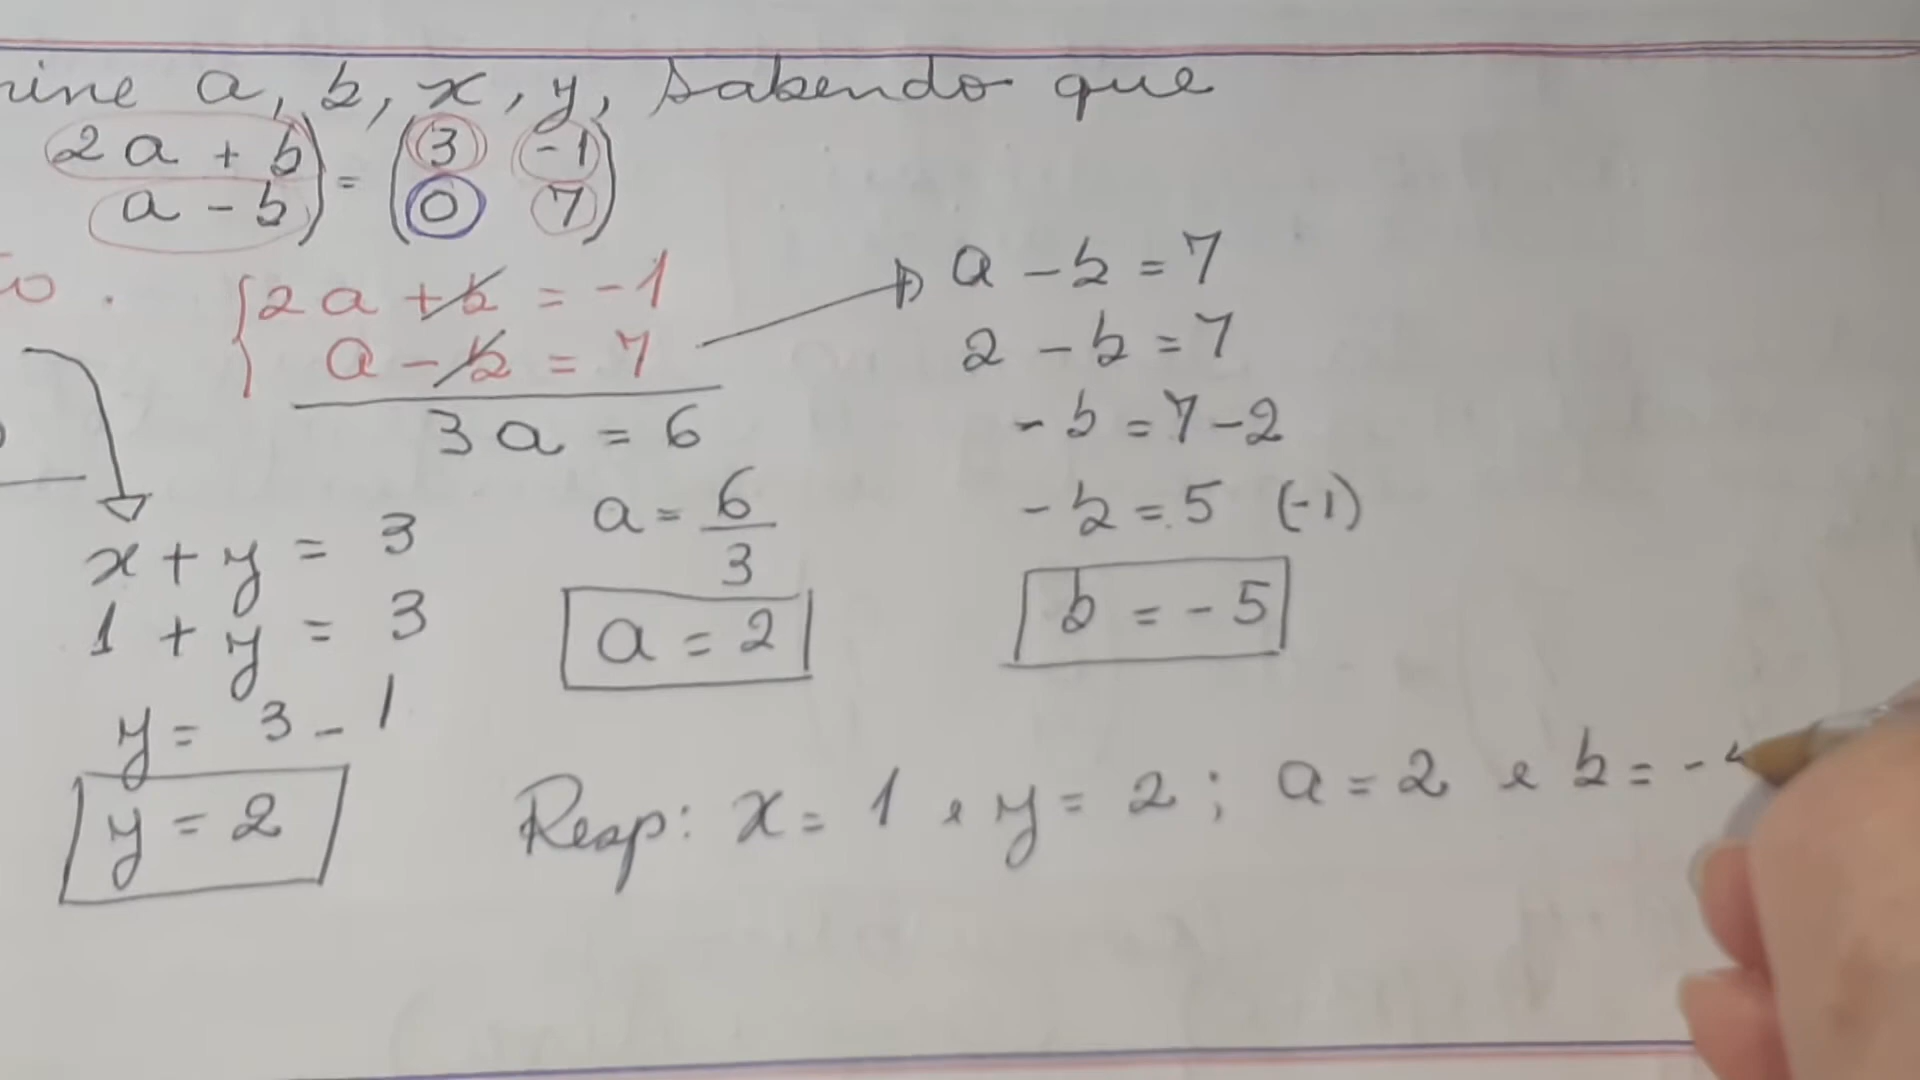 a, b, x, y, sabendo que
2a + b) = (3 -1)
a - b) (0 7)
{2a + b = -1
a - b = 7
3a = 6
a = 6/3
a = 2
a - b = 7
2 - b = 7
- b = 7 - 2
- b = 5 (-1)
b = - 5
x + y = 3
1 + y = 3
y = 3 - 1
y = 2
Resp: x = 1 e y = 2; a = 2 e b = -